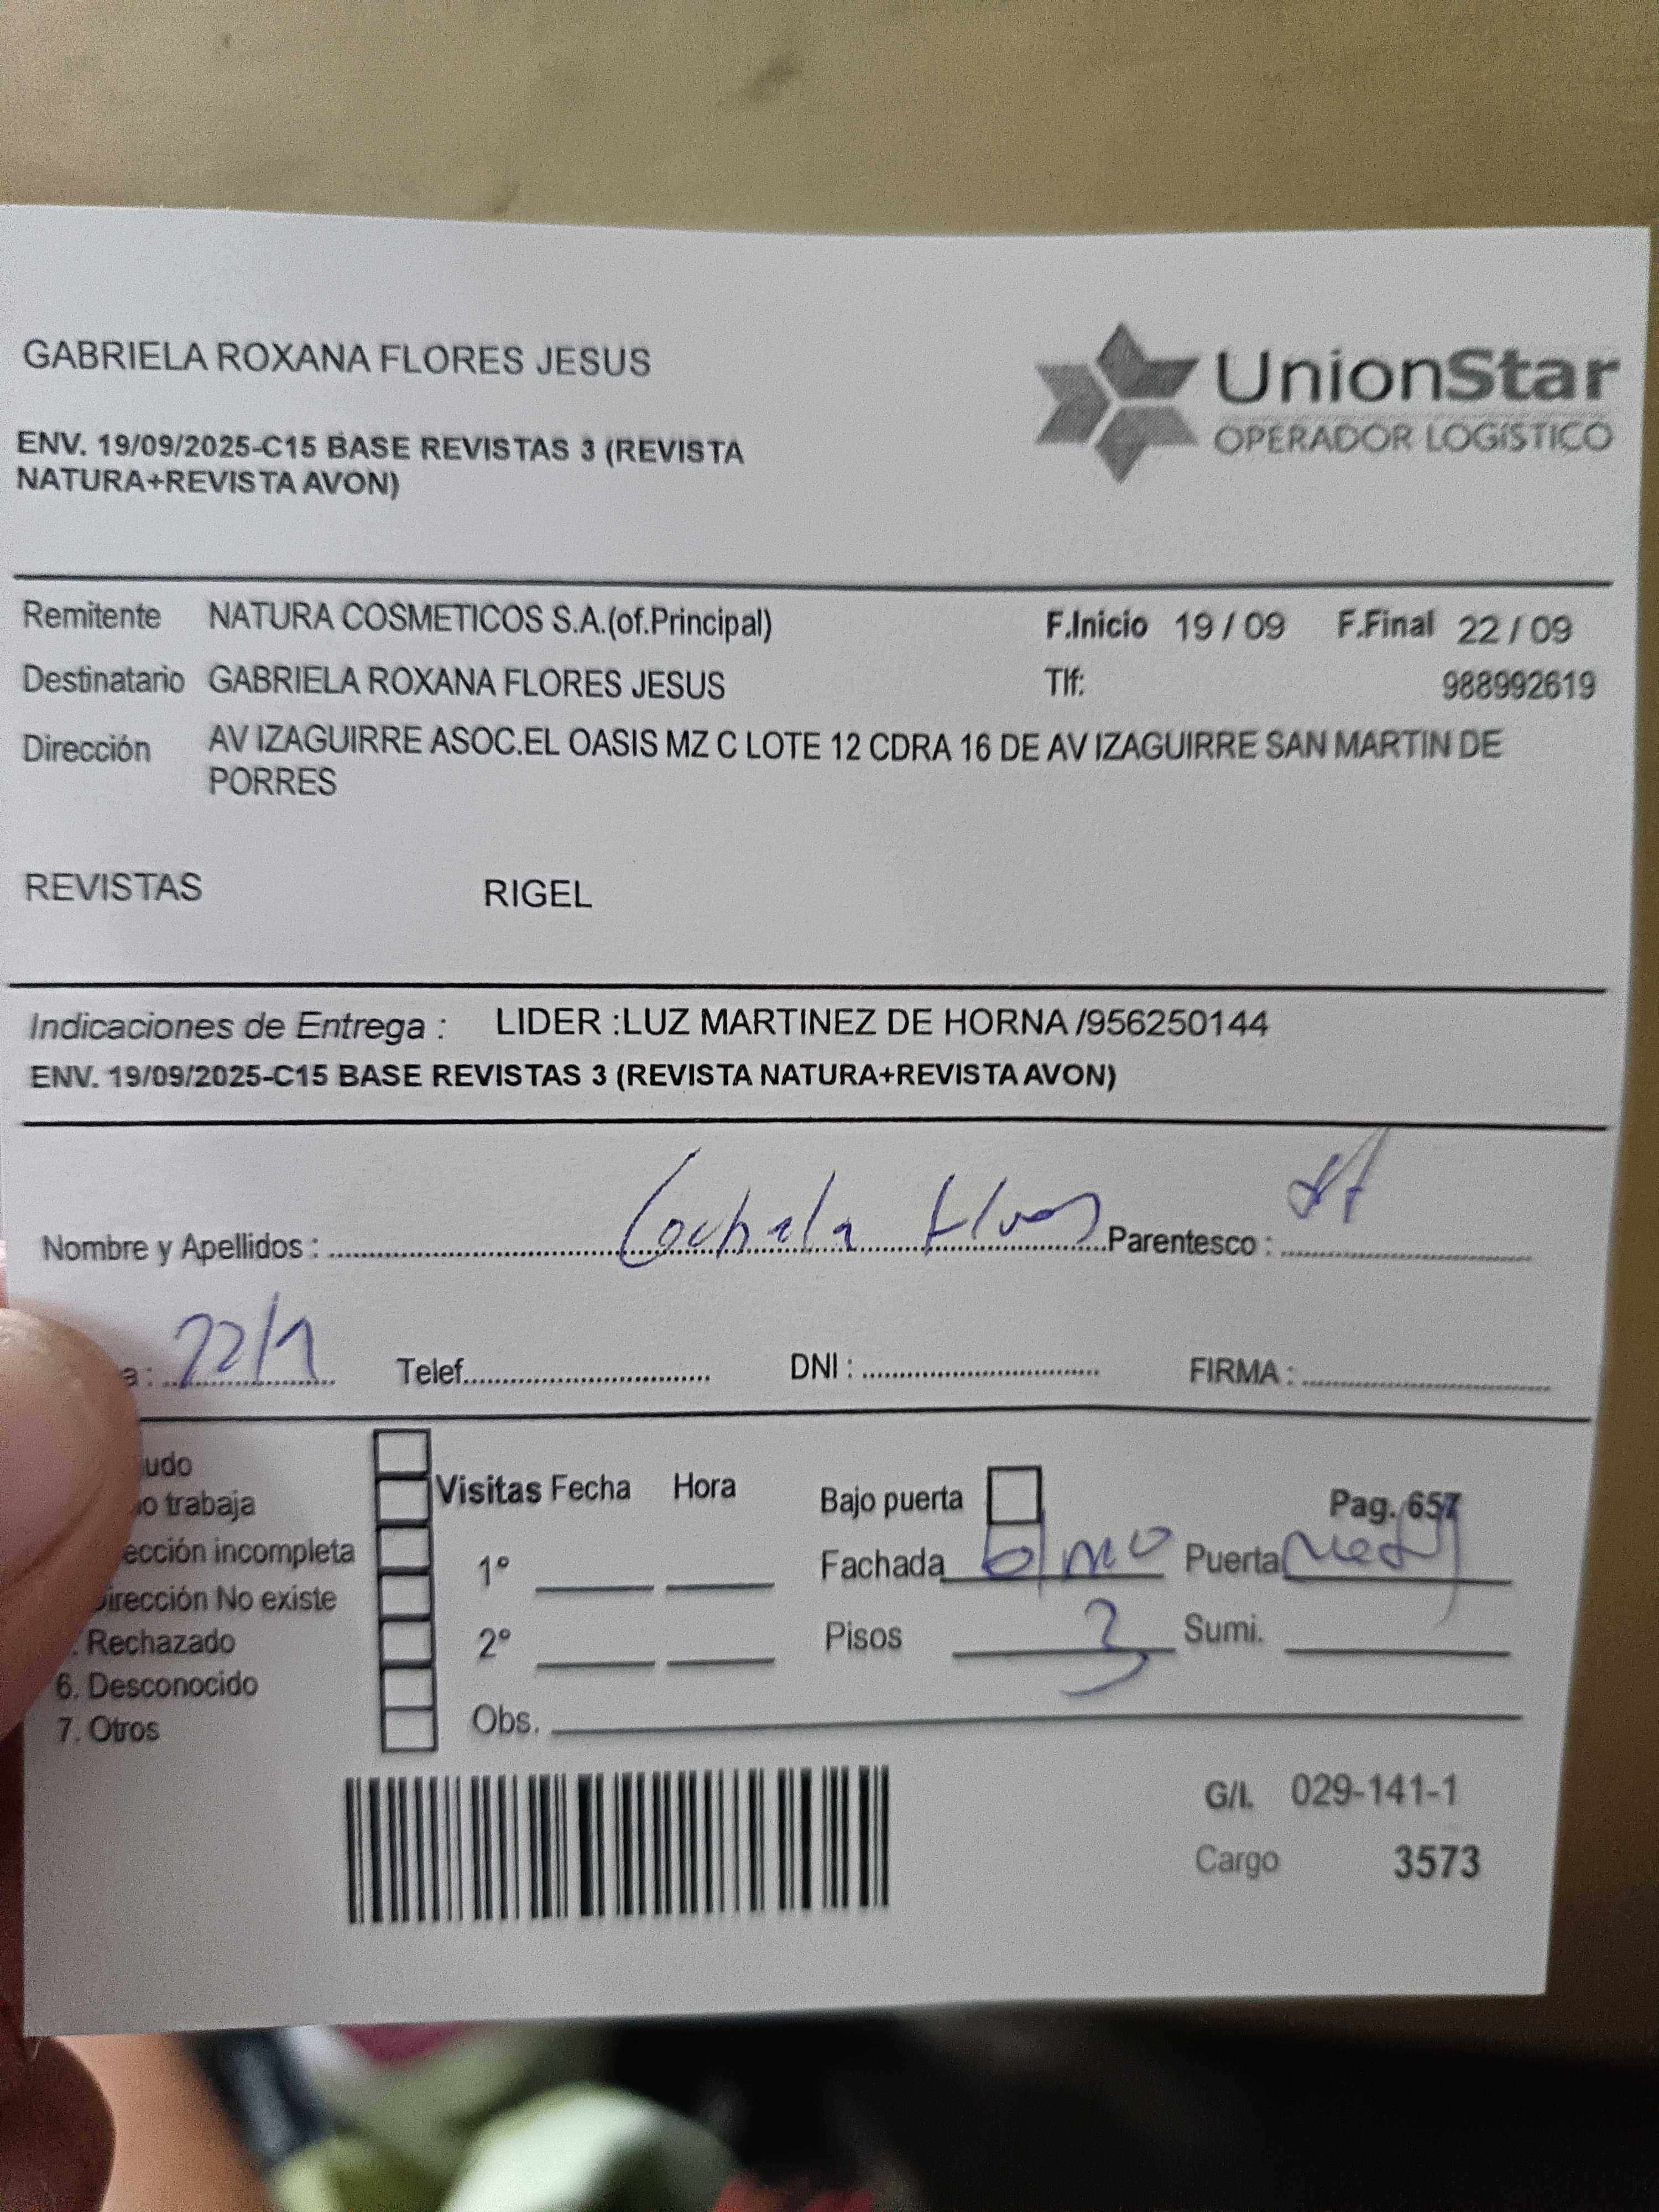 GABRIELA ROXANA FLORES JESUS
UnionStar
OPERADOR LOGÍSTICO
ENV. 19/09/2025-C15 BASE REVISTAS 3 (REVISTA
NATURA+REVISTA AVON)
Remitente NATURA COSMETICOS S.A.(of.Principal) F.Inicio 19 / 09 F.Final 22 / 09
Destinatario GABRIELA ROXANA FLORES JESUS Tlf: 988992619
Dirección AV IZAGUIRRE ASOC.EL OASIS MZ C LOTE 12 CDRA 16 DE AV IZAGUIRRE SAN MARTIN DE
PORRES
REVISTAS RIGEL
Indicaciones de Entrega : LIDER :LUZ MARTINEZ DE HORNA /956250144
ENV. 19/09/2025-C15 BASE REVISTAS 3 (REVISTA NATURA+REVISTA AVON)
Nombre y Apellidos : Parentesco :
a : 22/9 Telef. DNI : FIRMA :
udo
o trabaja
ección incompleta
irección No existe
. Rechazado
6. Desconocido
7. Otros
Visitas Fecha Hora
1º
2º
Obs.
Bajo puerta Pag. 657
Fachada Puerta
Pisos 3 Sumi.
G/I. 029-141-1
Cargo 3573